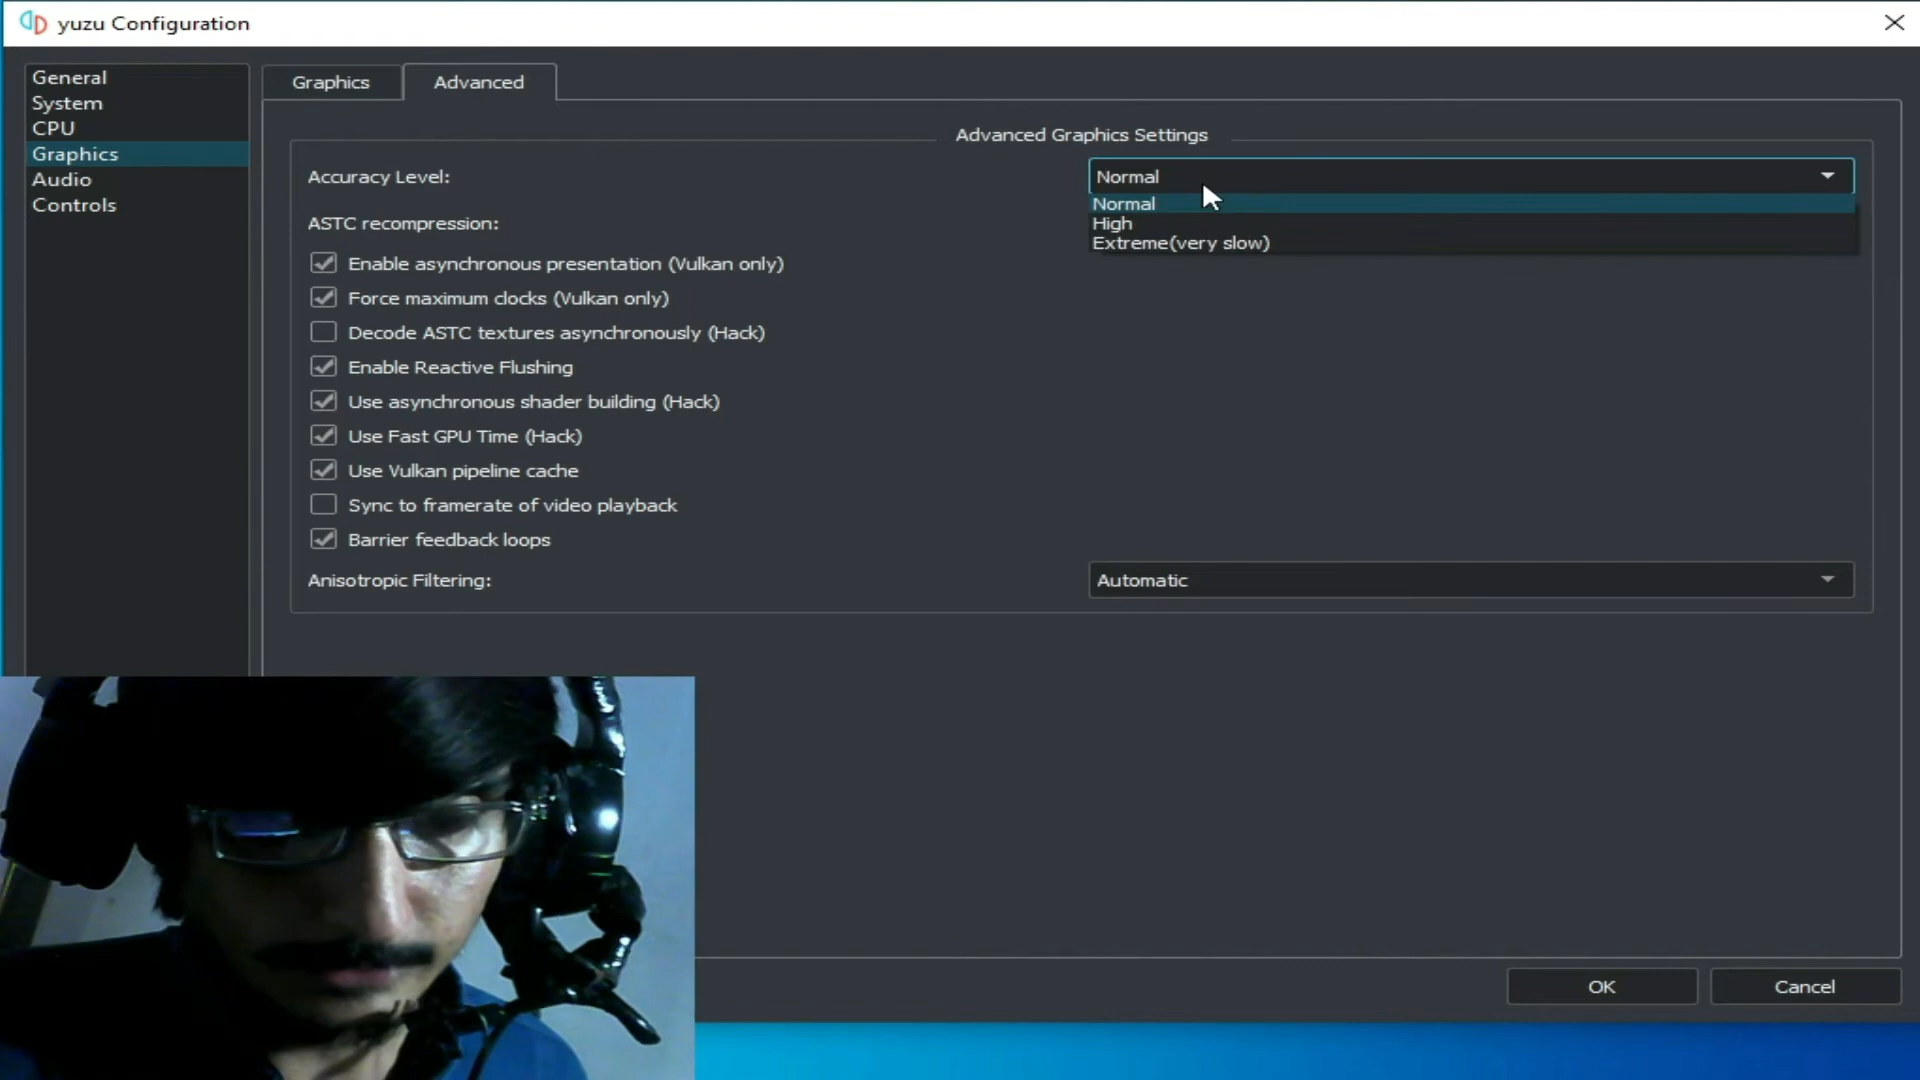 yuzu Configuration
General
System
CPU
Graphics
Audio
Controls
Graphics
Advanced
Advanced Graphics Settings
Accuracy Level:
Normal
Normal
High
Extreme(very slow)
ASTC recompression:
Enable asynchronous presentation (Vulkan only)
Force maximum clocks (Vulkan only)
Decode ASTC textures asynchronously (Hack)
Enable Reactive Flushing
Use asynchronous shader building (Hack)
Use Fast GPU Time (Hack)
Use Vulkan pipeline cache
Sync to framerate of video playback
Barrier feedback loops
Anisotropic Filtering:
Automatic
OK
Cancel